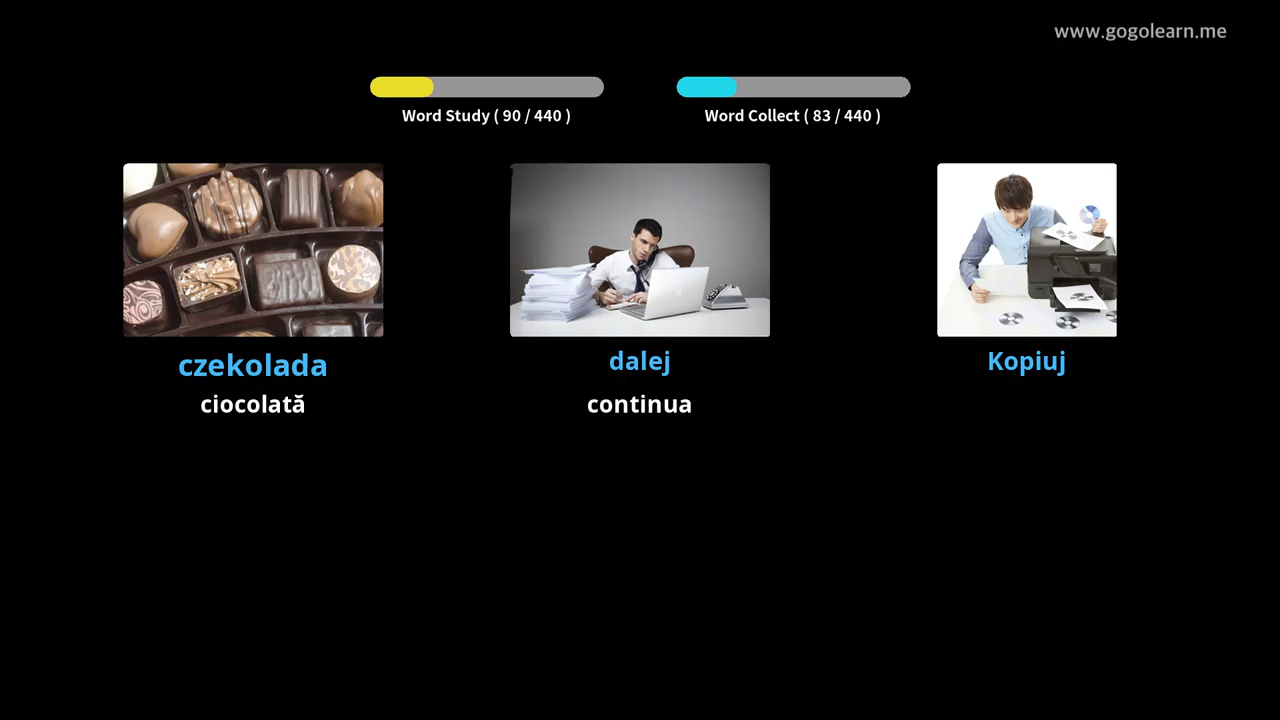 www.gogolearn.me
Word Study ( 90 / 440 )
Word Collect ( 83 / 440 )
czekolada
dalej
Kopiuj
ciocolată
continua